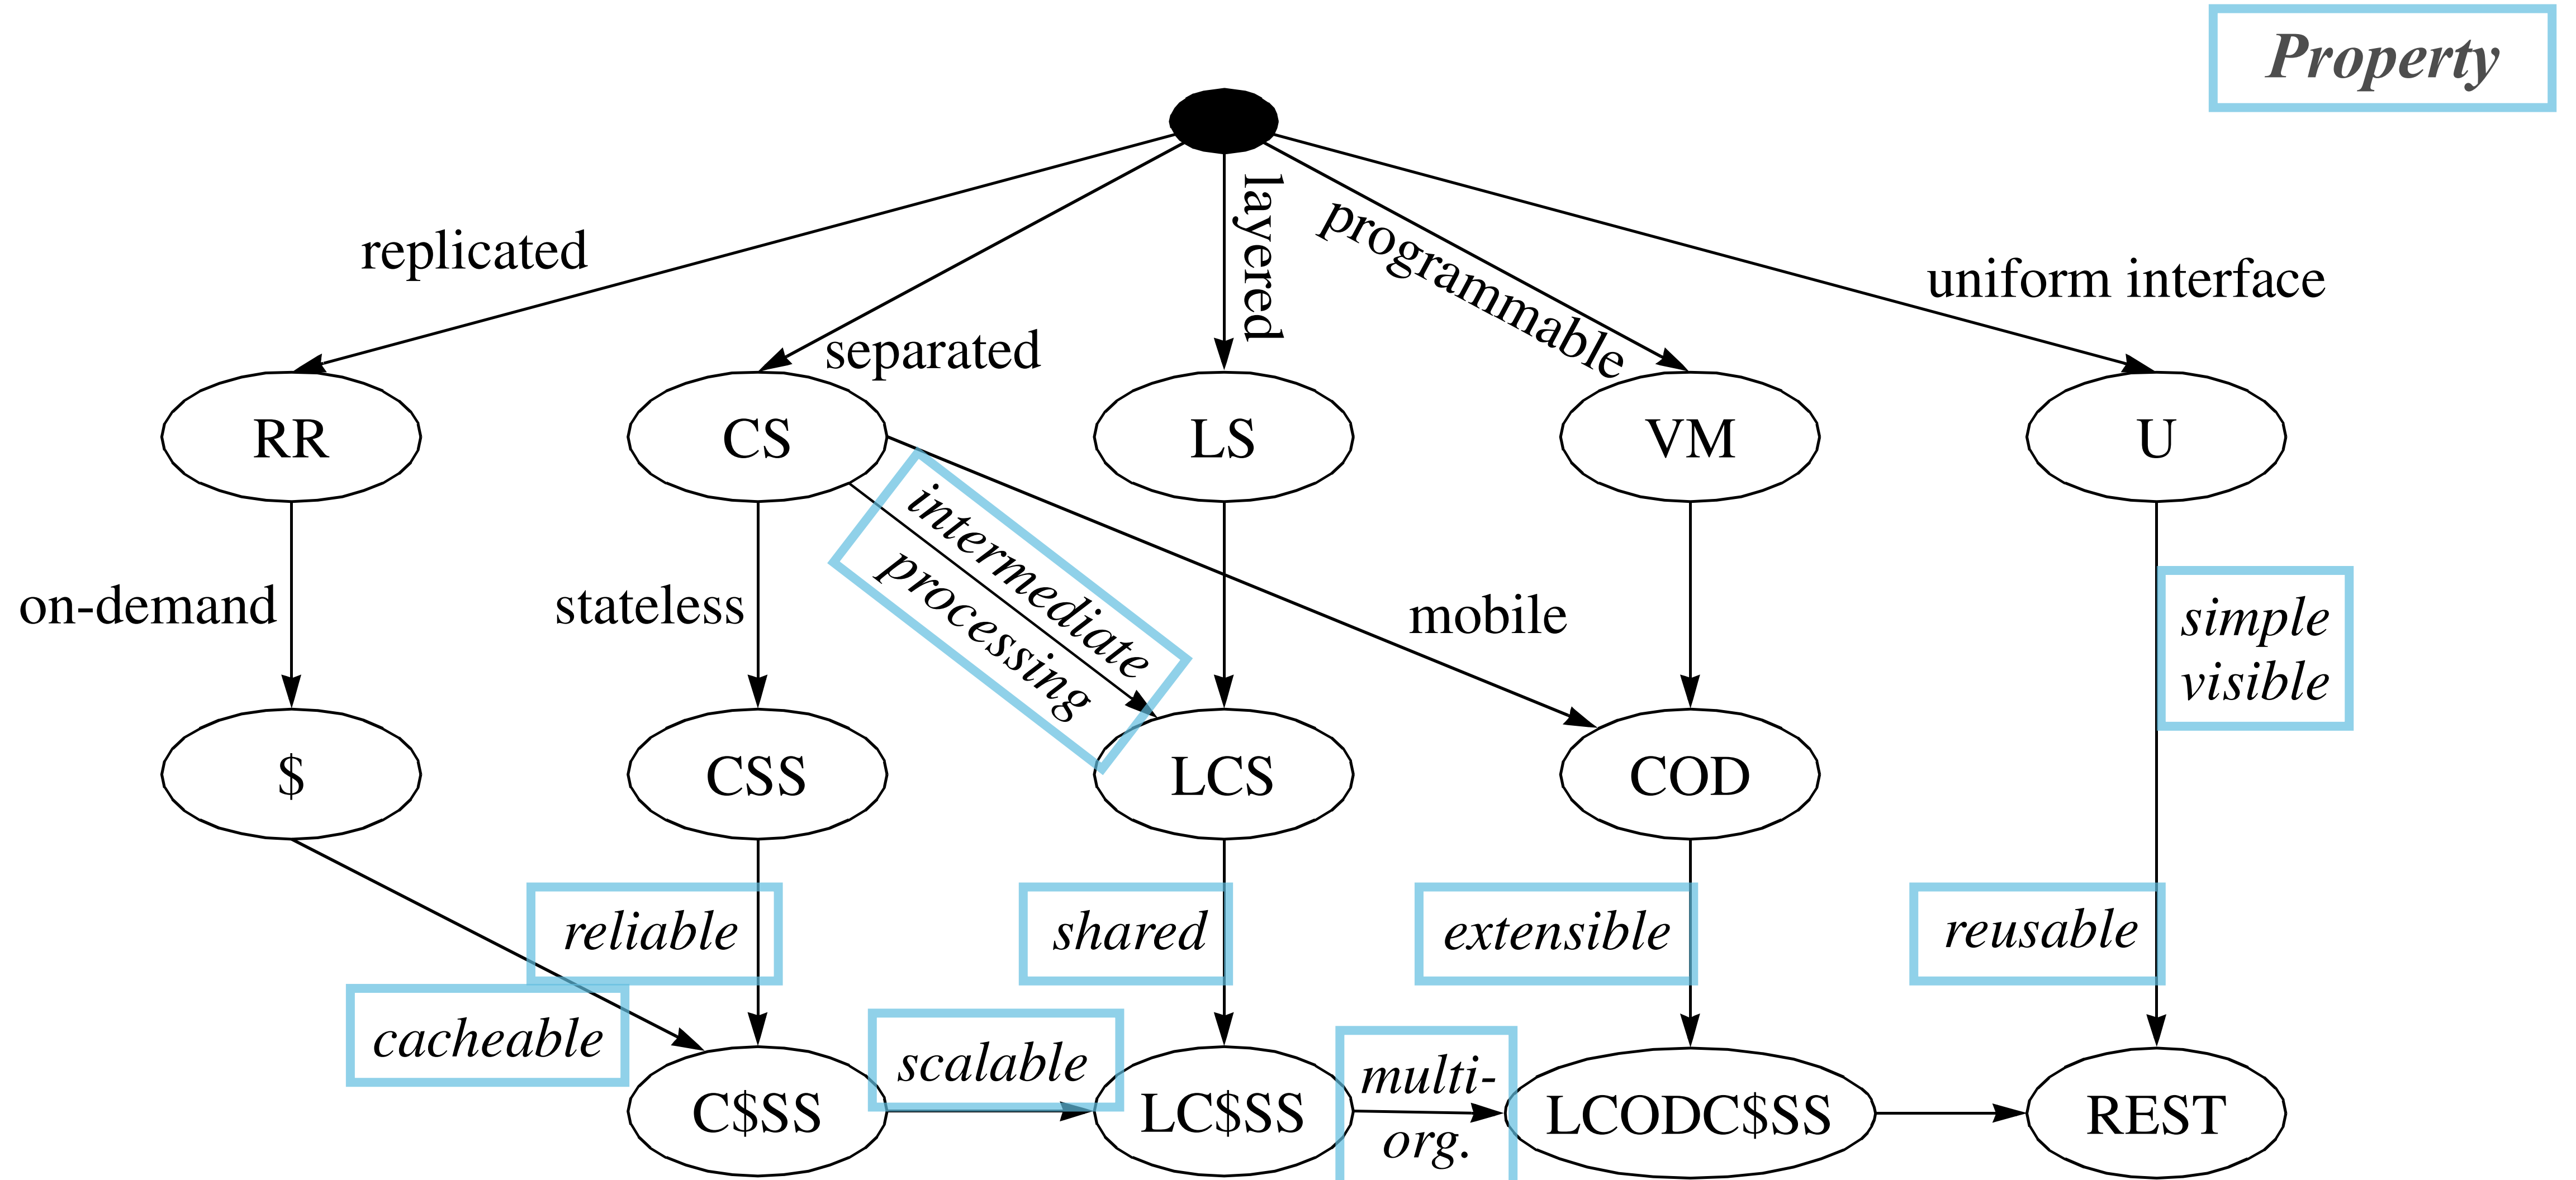 Property
layered
programmable
replicated
uniform interface
separated
RR
CS
LS
VM
U
intermediate
processing
on-demand
stateless
mobile
simple
visible
$
CSS
LCS
COD
reliable
shared
extensible
reusable
cacheable
scalable
multi-
org.
C$SS
LC$SS
LCODC$SS
REST